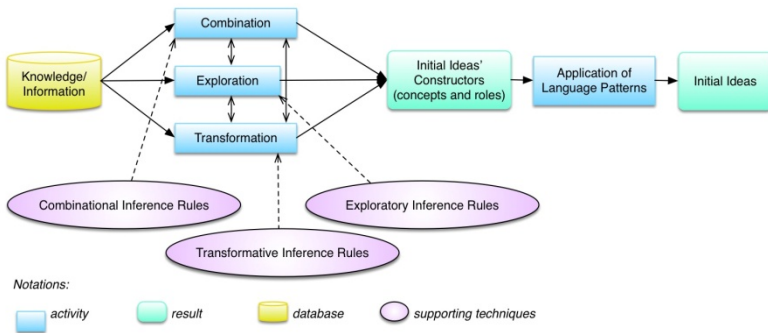 Combination
Knowledge/
Information
Exploration
Transformation
Initial Ideas'
Constructors
(concepts and roles)
Application of
Language Patterns
Initial Ideas
Combinational Inference Rules
Exploratory Inference Rules
Transformative Inference Rules
Notations:
activity
result
database
supporting techniques